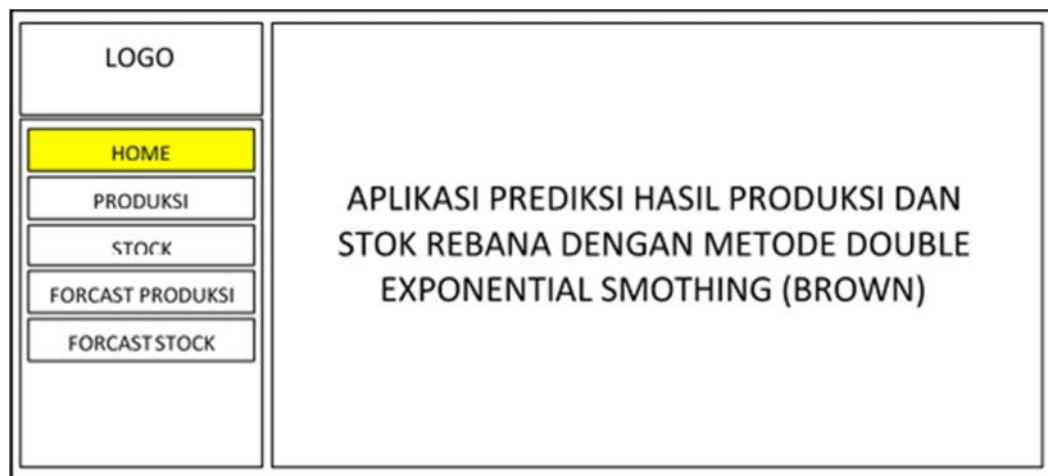 LOGO
HOME
PRODUKSI
STOCK
FORCAST PRODUKSI
FORCAST STOCK
APLIKASI PREDIKSI HASIL PRODUKSI DAN
STOK REBANA DENGAN METODE DOUBLE
EXPONENTIAL SMOTHING (BROWN)